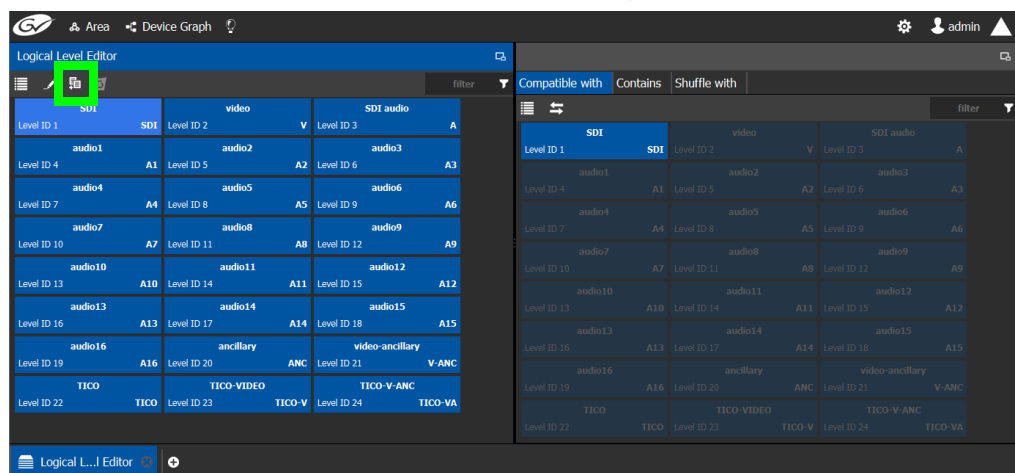 GV Area Device Graph admin
Logical Level Editor
filter
SDI video SDI audio
Level ID 1 SDI Level ID 2 V Level ID 3 A
audio1 audio2 audio3
Level ID 4 A1 Level ID 5 A2 Level ID 6 A3
audio4 audio5 audio6
Level ID 7 A4 Level ID 8 A5 Level ID 9 A6
audio7 audio8 audio9
Level ID 10 A7 Level ID 11 A8 Level ID 12 A9
audio10 audio11 audio12
Level ID 13 A10 Level ID 14 A11 Level ID 15 A12
audio13 audio14 audio15
Level ID 16 A13 Level ID 17 A14 Level ID 18 A15
audio16 ancillary video-ancillary
Level ID 19 A16 Level ID 20 ANC Level ID 21 V-ANC
TICO TICO-VIDEO TICO-V-ANC
Level ID 22 TICO Level ID 23 TICO-V Level ID 24 TICO-VA
Compatible with Contains Shuffle with
filter
SDI video SDI audio
Level ID 1 SDI Level ID 2 V Level ID 3 A
audio1 audio2 audio3
Level ID 4 A1 Level ID 5 A2 Level ID 6 A3
audio4 audio5 audio6
Level ID 7 A4 Level ID 8 A5 Level ID 9 A6
audio7 audio8 audio9
Level ID 10 A7 Level ID 11 A8 Level ID 12 A9
audio10 audio11 audio12
Level ID 13 A10 Level ID 14 A11 Level ID 15 A12
audio13 audio14 audio15
Level ID 16 A13 Level ID 17 A14 Level ID 18 A15
audio16 ancillary video-ancillary
Level ID 19 A16 Level ID 20 ANC Level ID 21 V-ANC
TICO TICO-VIDEO TICO-V-ANC
Level ID 22 TICO Level ID 23 TICO-V Level ID 24 TICO-VA
Logical L...l Editor